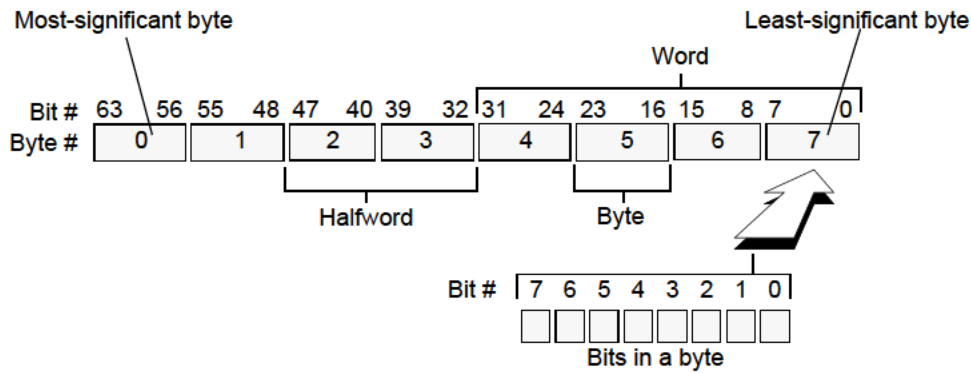 Most-significant byte Least-significant byte
Word
Bit # 63 56 55 48 47 40 39 32 31 24 23 16 15 8 7 0
Byte # 0 1 2 3 4 5 6 7
Halfword Byte
Bit # 7 6 5 4 3 2 1 0
Bits in a byte